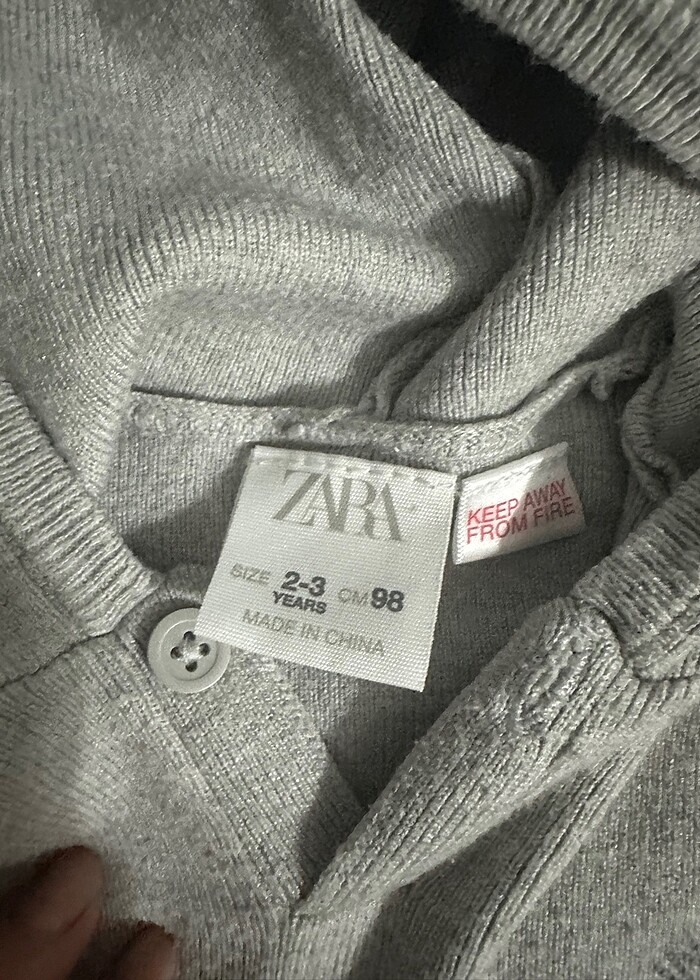 ZARA
SIZE 2-3 YEARS CM 98
MADE IN CHINA
KEEP AWAY
FROM FIRE